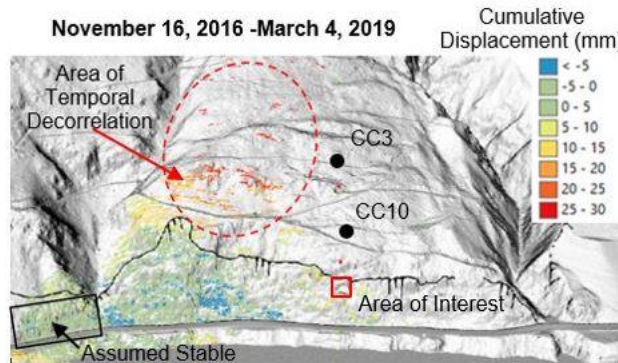 November 16, 2016 -March 4, 2019
Cumulative
Displacement (mm)
< -5
-5 - 0
0 - 5
5 - 10
10 - 15
15 - 20
20 - 25
25 - 30
Area of
Temporal
Decorrelation
CC3
CC10
Area of Interest
Assumed Stable